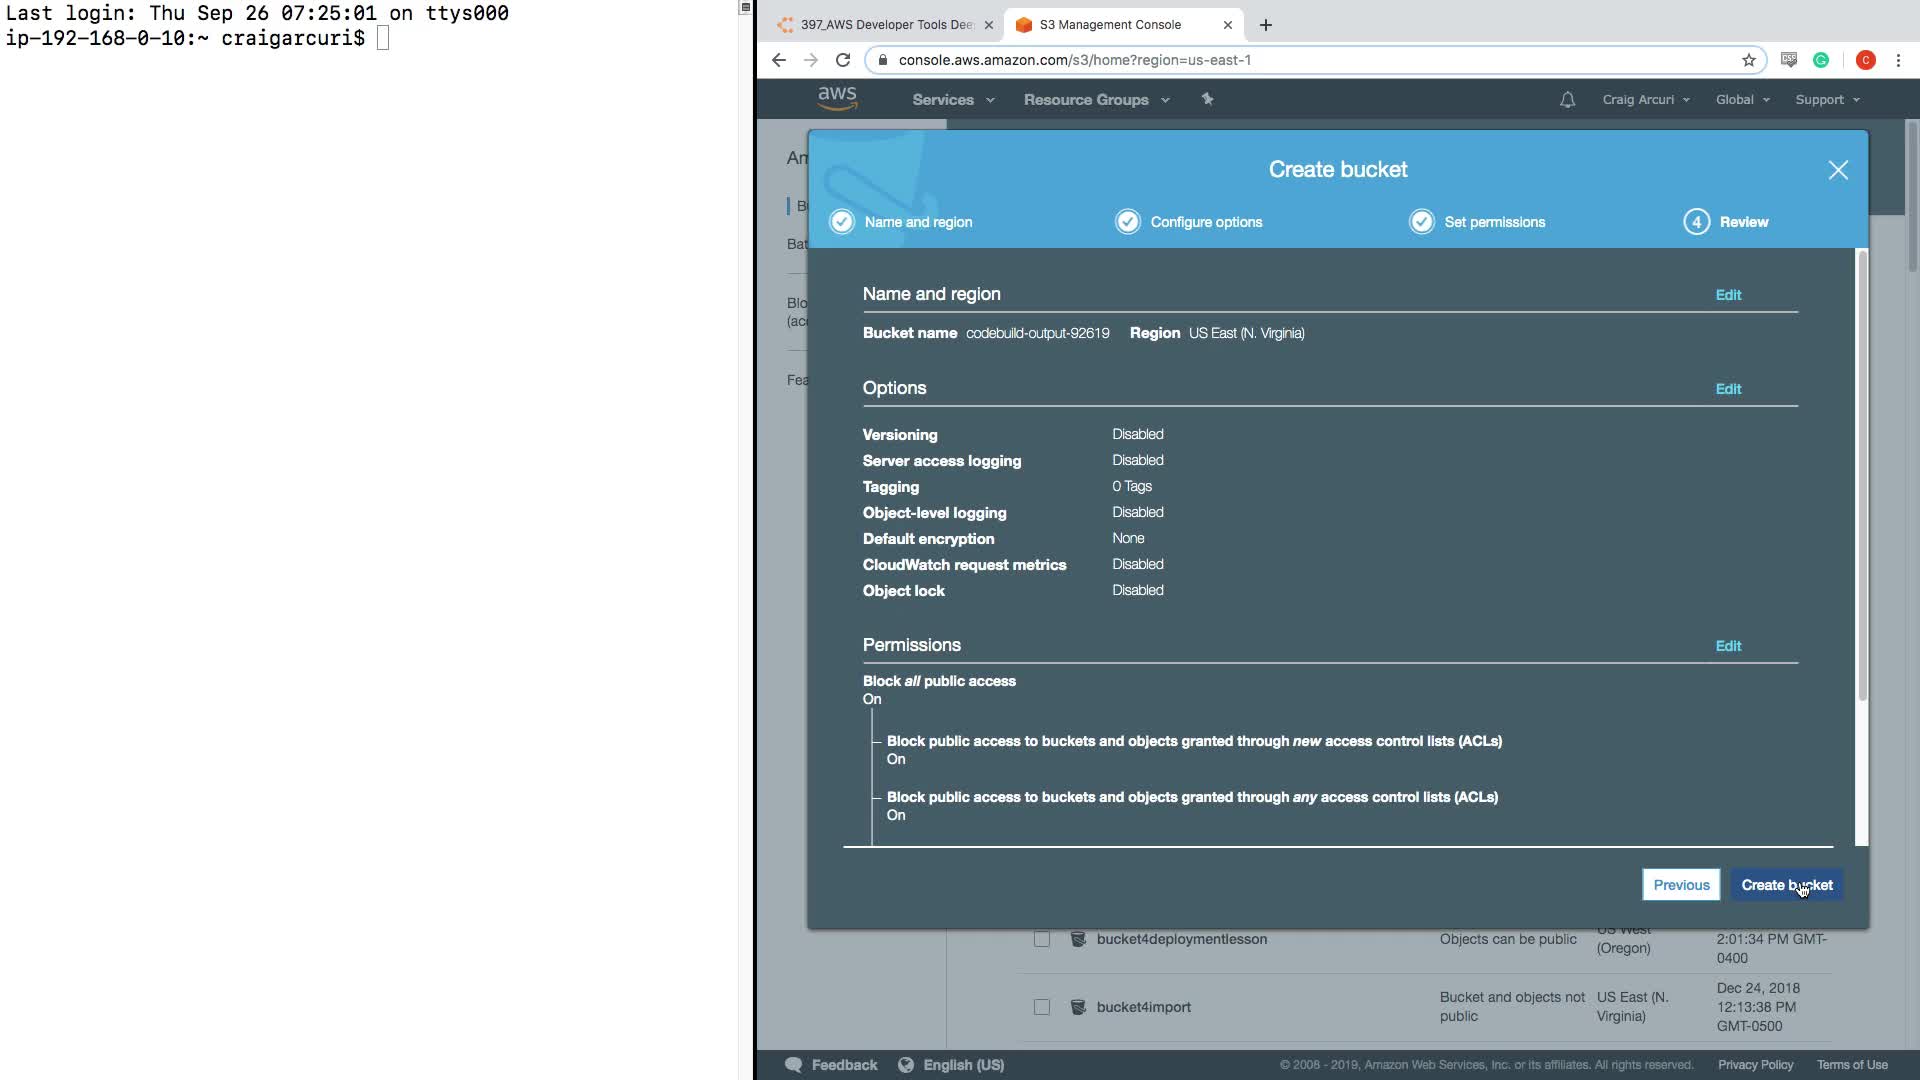 Last login: Thu Sep 26 07:25:01 on ttys000
ip-192-168-0-10:~ craigarcuri$
397_AWS Developer Tools Dee
S3 Management Console
console.aws.amazon.com/s3/home?region=us-east-1
C
aws
Services
Resource Groups
Craig Arcuri
Global
Support
Am
B
Bat
Blo
(acc
Fea
Create bucket
Name and region
Configure options
Set permissions
4 Review
Name and region
Edit
Bucket name codebuild-output-92619 Region US East (N. Virginia)
Options
Edit
Versioning Disabled
Server access logging Disabled
Tagging 0 Tags
Object-level logging Disabled
Default encryption None
CloudWatch request metrics Disabled
Object lock Disabled
Permissions
Edit
Block all public access
On
Block public access to buckets and objects granted through new access control lists (ACLs)
On
Block public access to buckets and objects granted through any access control lists (ACLs)
On
Previous
Create bucket
bucket4deploymentlesson
Objects can be public
US West
(Oregon)
2:01:34 PM GMT-
0400
bucket4import
Bucket and objects not
public
US East (N.
Virginia)
Dec 24, 2018
12:13:38 PM
GMT-0500
Feedback
English (US)
© 2008 - 2019, Amazon Web Services, Inc. or its affiliates. All rights reserved.
Privacy Policy
Terms of Use